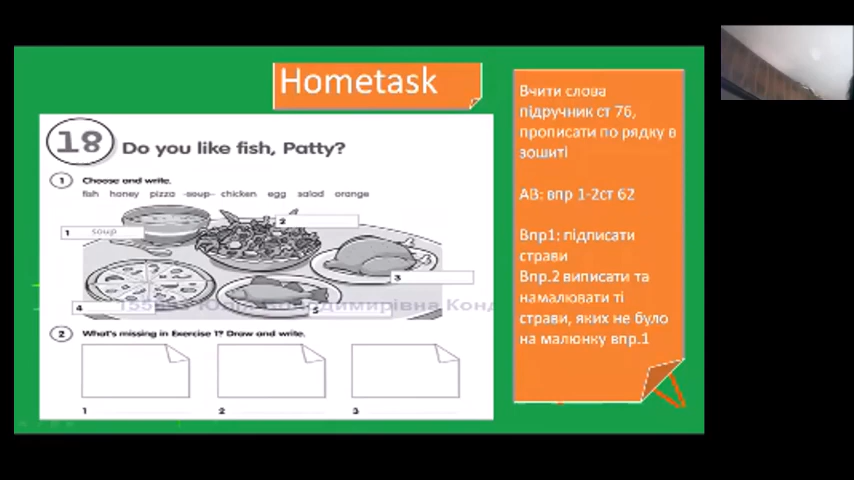 Hometask
18 Do you like fish, Patty?
1 Choose and write.
fish honey pizza soup chicken egg salad orange
1 soup
2
3
4
5
2 What's missing in Exercise 1? Draw and write.
1 2 3
Вчити слова
підручник ст 76,
прописати по рядку в
зошиті
АВ: впр 1-2ст 62
Впр1: підписати
страви
Впр.2 виписати та
намалювати ті
страви, яких не було
на малюнку впр.1